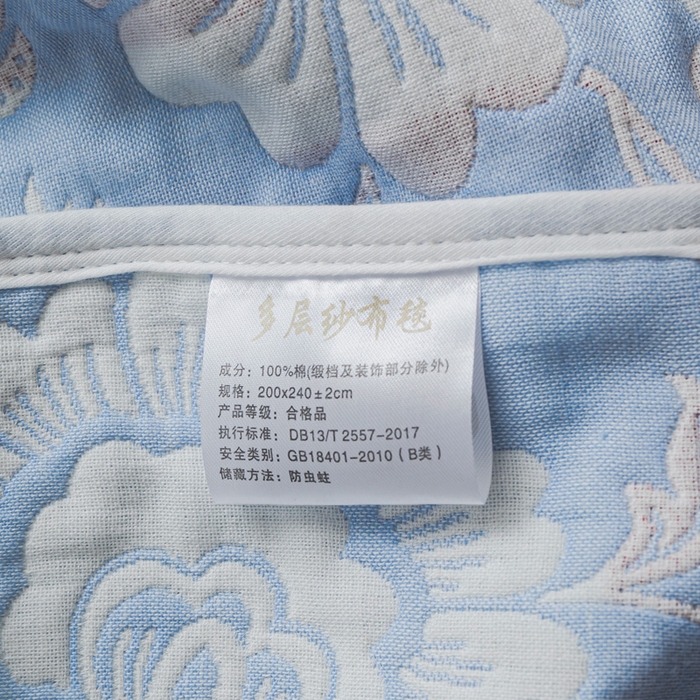 多层纱布毯
成分：100%棉(缎档及装饰部分除外)
规格：200x240±2cm
产品等级：合格品
执行标准：DB13/T 2557-2017
安全类别：GB18401-2010（B类）
储藏方法：防虫蛀